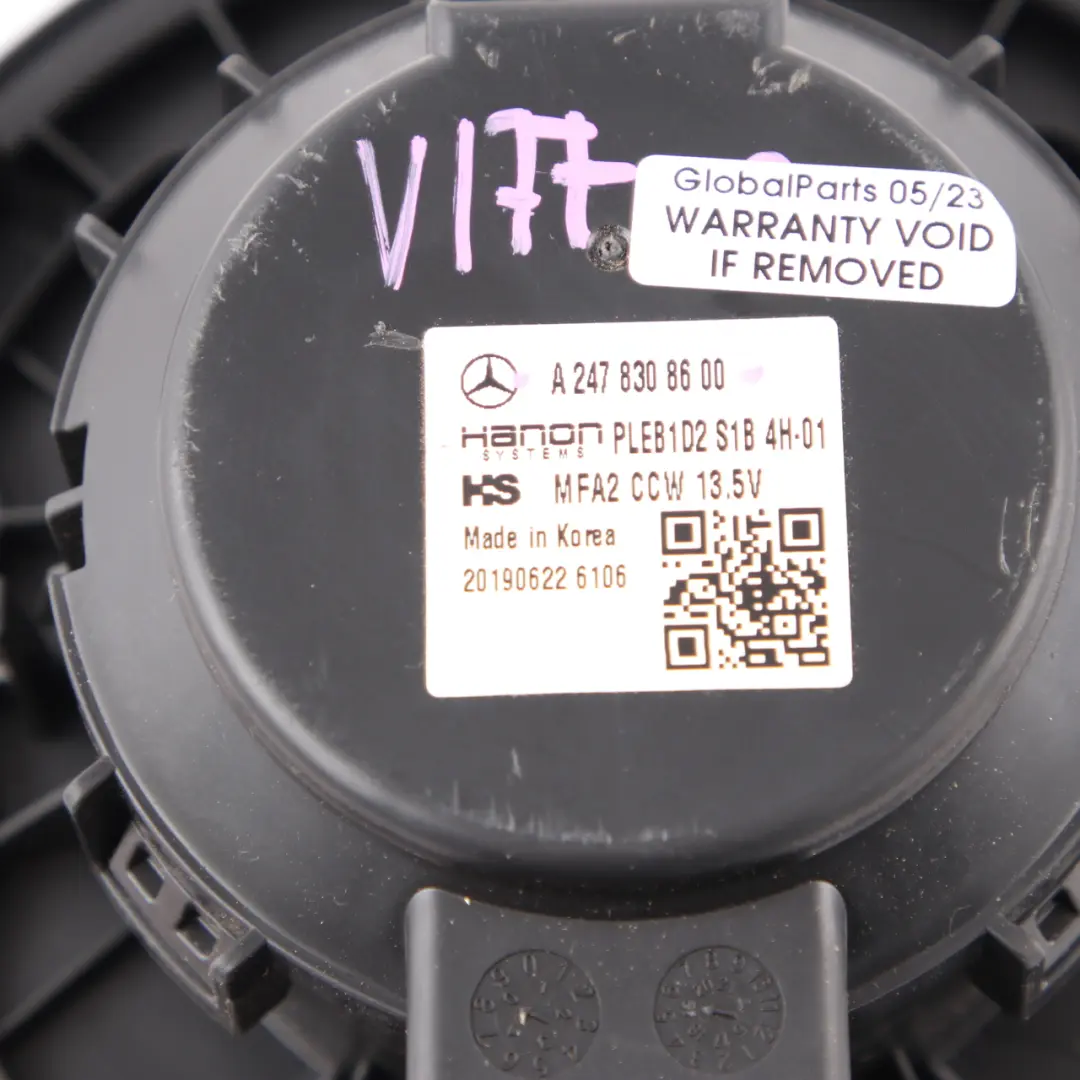 V177
GlobalParts 05/23
WARRANTY VOID
IF REMOVED
A 247 830 86 00
Hanon PLEB1D2 S1B 4H-01
SYSTEMS
HS MFA2 CCW 13.5V
Made in Korea
20190622 6106